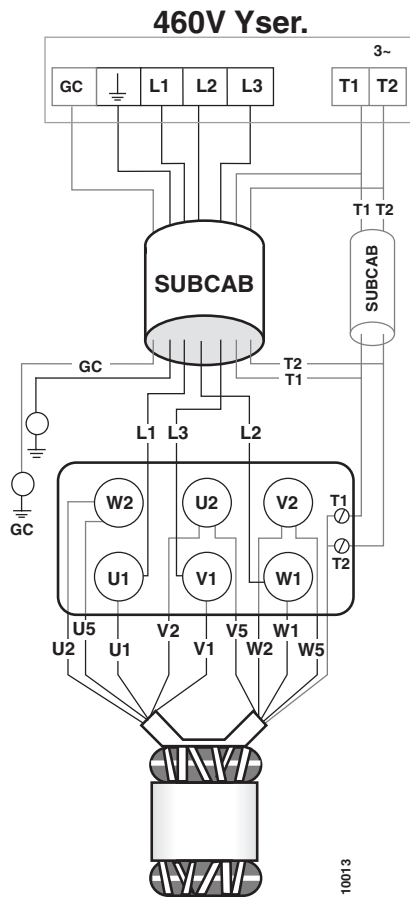 460V Yser.
3~
GC L1 L2 L3 T1 T2
T1 T2
SUBCAB
SUBCAB
GC
T2
T1
L1 L3 L2
GC
W2 U2 V2
T1
U1 V1 W1
T2
U2 U5 U1 V2 V1 V5 W2 W1 W5
10013